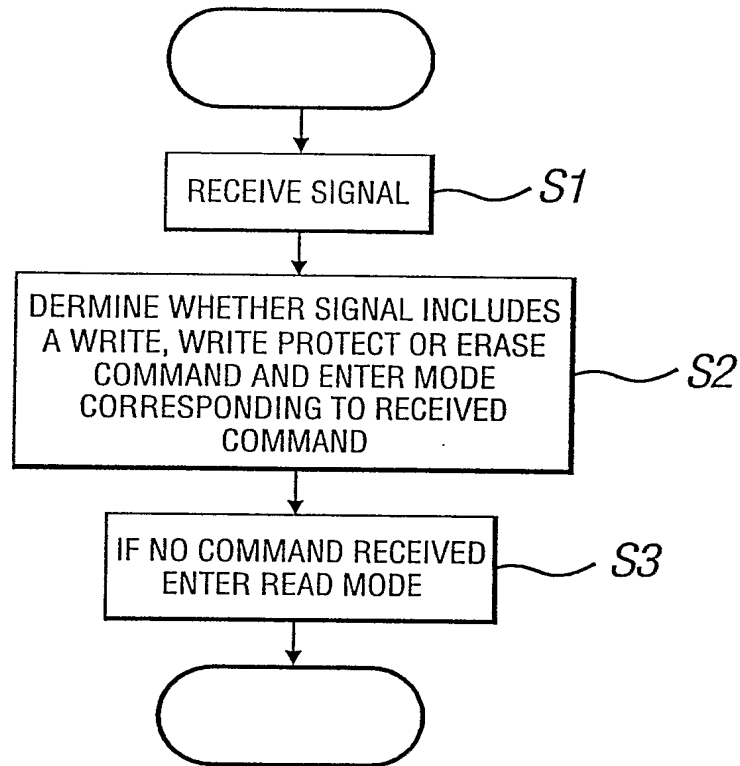 RECEIVE SIGNAL
S1
DERMINE WHETHER SIGNAL INCLUDES
A WRITE, WRITE PROTECT OR ERASE
COMMAND AND ENTER MODE
CORRESPONDING TO RECEIVED
COMMAND
S2
IF NO COMMAND RECEIVED
ENTER READ MODE
S3